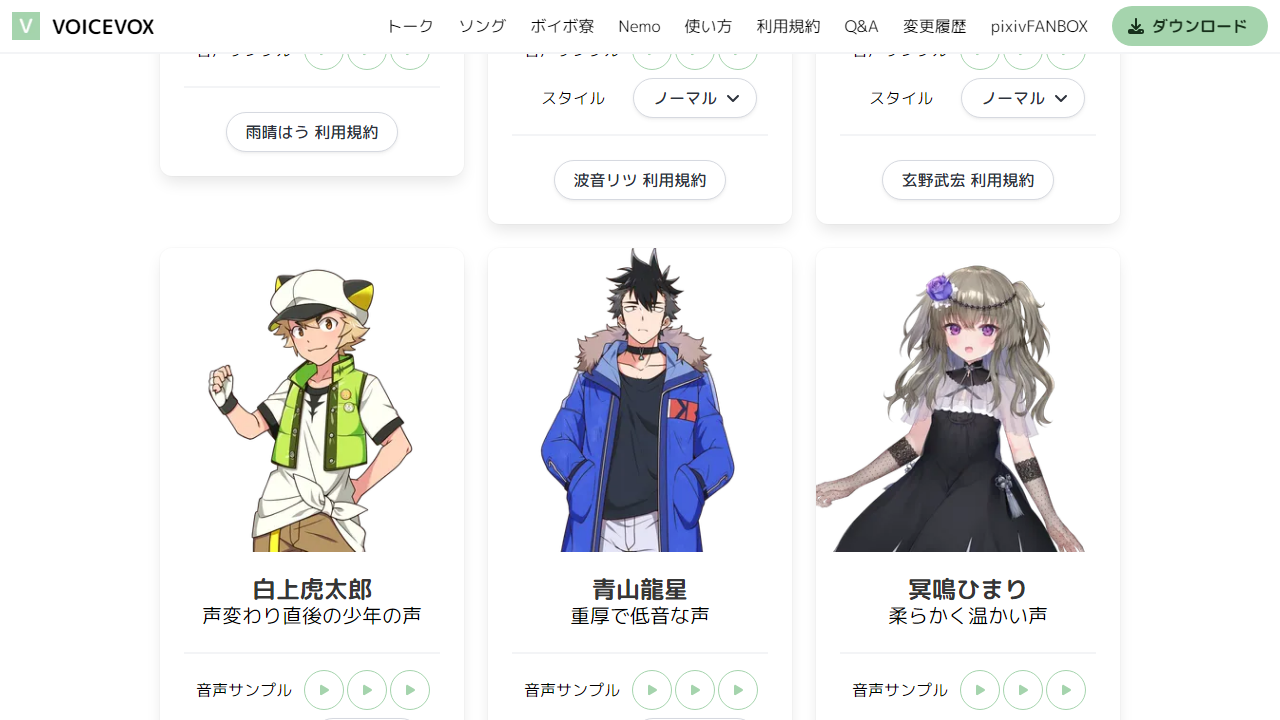 V VOICEVOX トーク ソング ボイボ寮 Nemo 使い方 利用規約 Q&A 変更履歴 pixivFANBOX ダウンロード
スタイル ノーマル スタイル ノーマル
雨晴はう 利用規約
波音リツ 利用規約 玄野武宏 利用規約
白上虎太郎 青山龍星 冥鳴ひまり
声変わり直後の少年の声 重厚で低音な声 柔らかく温かい声
音声サンプル 音声サンプル 音声サンプル